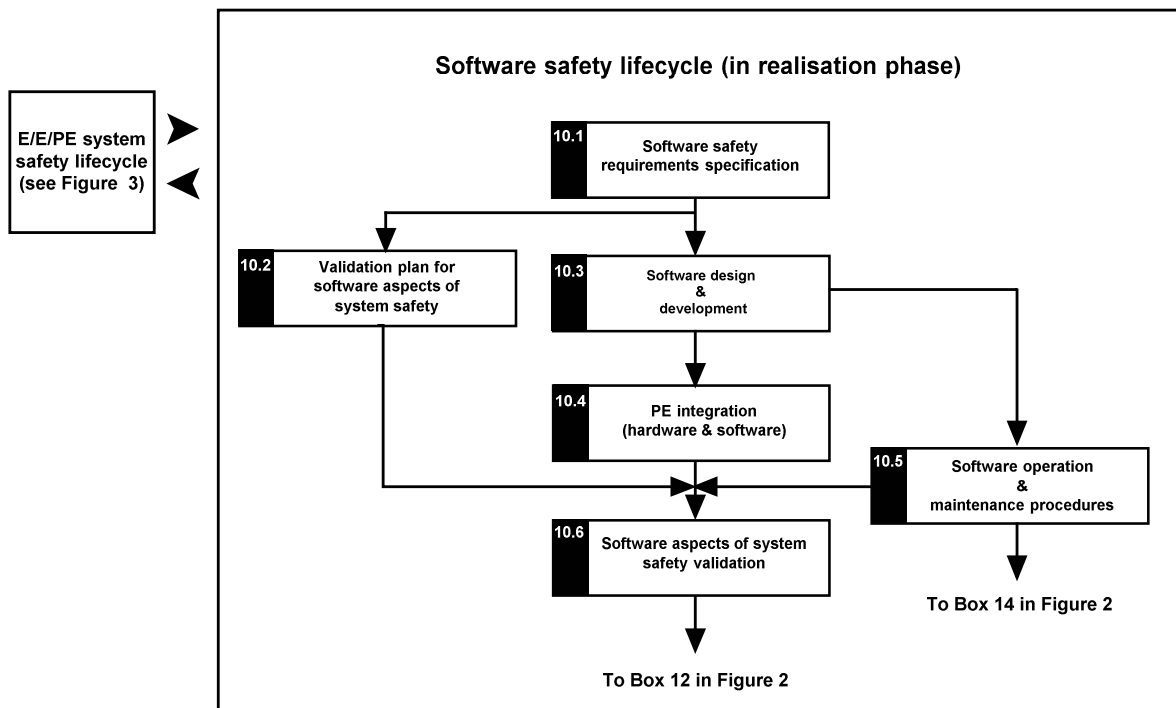 Software safety lifecycle (in realisation phase)
E/E/PE system
safety lifecycle
(see Figure 3)
10.1
Software safety
requirements specification
10.2
Validation plan for
software aspects of
system safety
10.3
Software design
&
development
10.4
PE integration
(hardware & software)
10.5
Software operation
&
maintenance procedures
10.6
Software aspects of system
safety validation
To Box 14 in Figure 2
To Box 12 in Figure 2